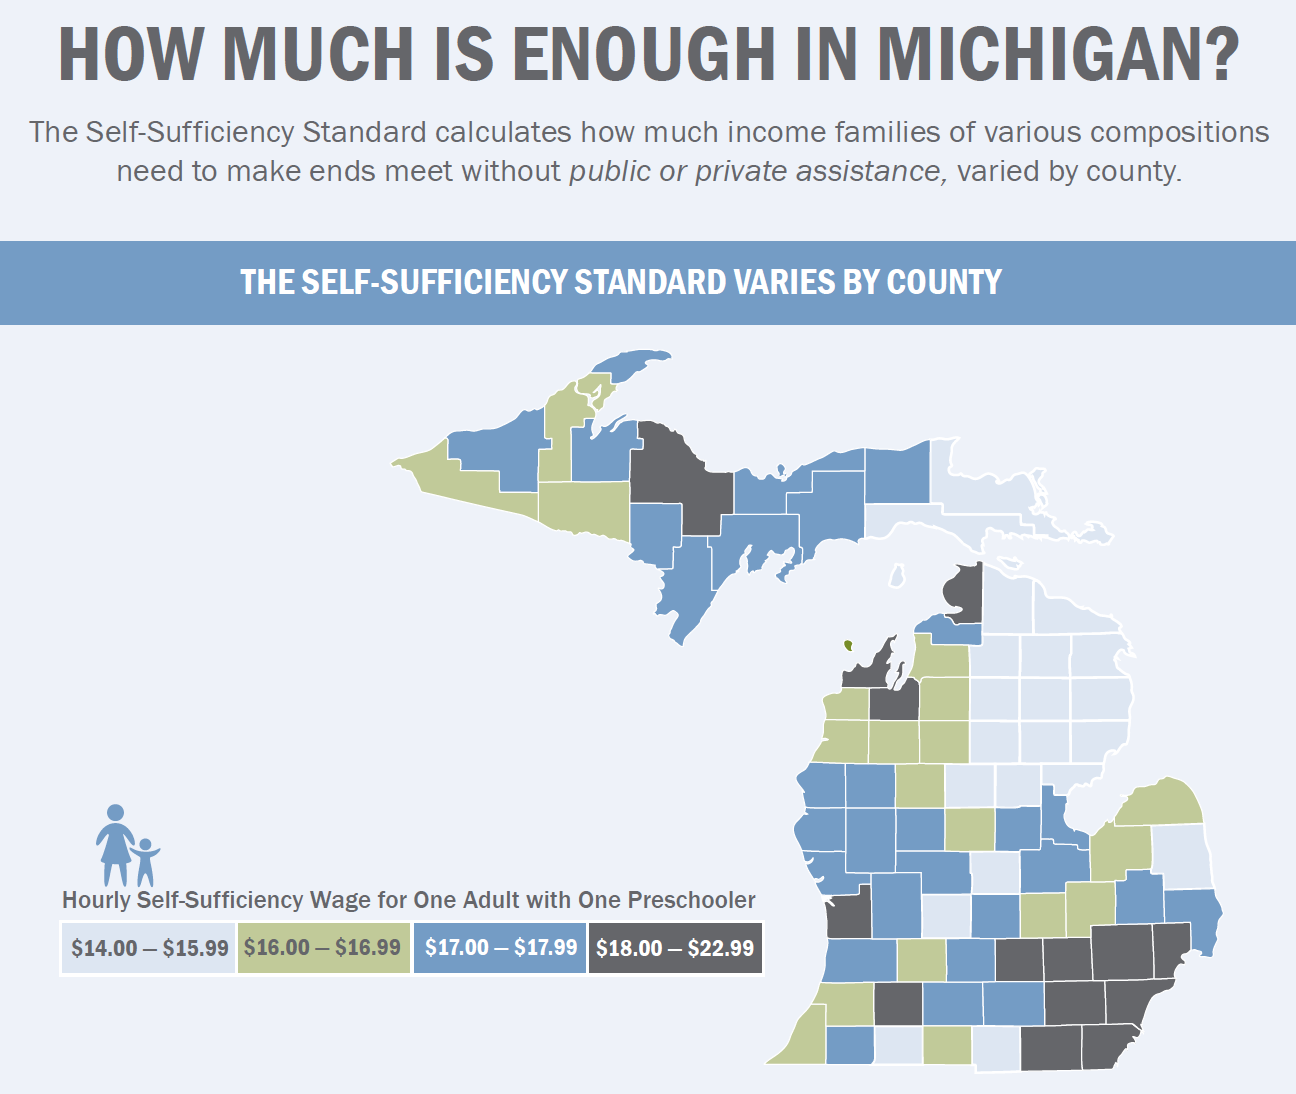 HOW MUCH IS ENOUGH IN MICHIGAN?
The Self-Sufficiency Standard calculates how much income families of various compositions
need to make ends meet without public or private assistance, varied by county.
THE SELF-SUFFICIENCY STANDARD VARIES BY COUNTY
Hourly Self-Sufficiency Wage for One Adult with One Preschooler
$14.00 — $15.99 $16.00 — $16.99 $17.00 — $17.99 $18.00 — $22.99